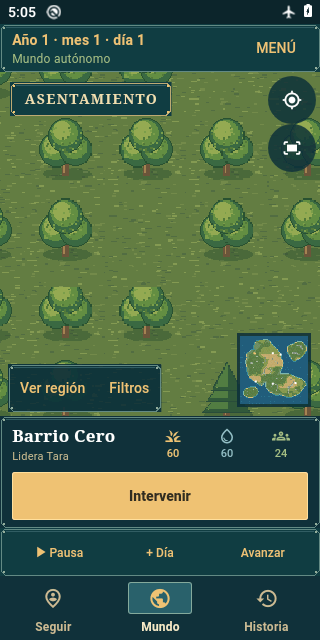 5:05
Año 1 · mes 1 · día 1
Mundo autónomo
MENÚ
ASENTAMIENTO
Ver región
Filtros
Barrio Cero
Lidera Tara
60
60
24
Intervenir
Pausa
+ Día
Avanzar
Seguir
Mundo
Historia